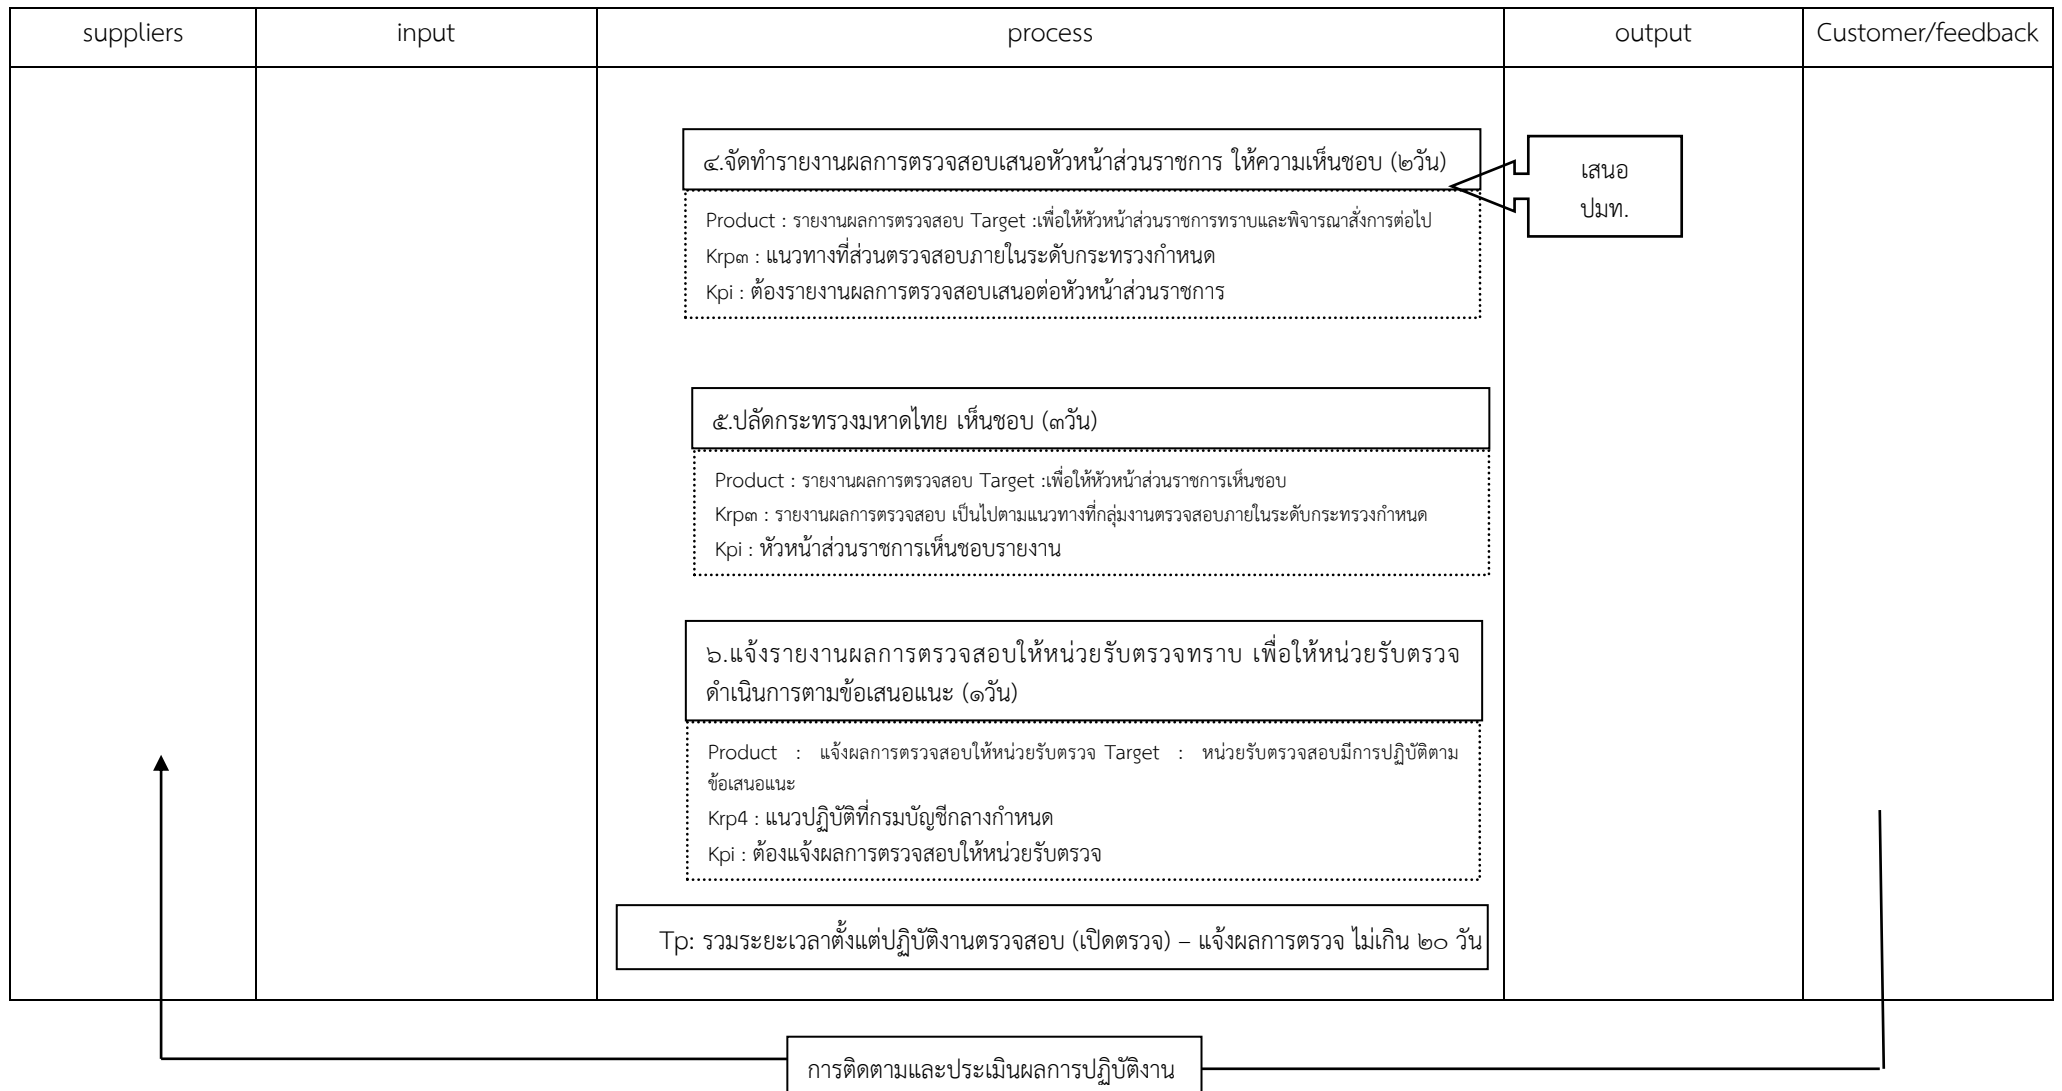 suppliers
input
process
output
Customer/feedback
๔.จัดทำรายงานผลการตรวจสอบเสนอหัวหน้าส่วนราชการ ให้ความเห็นชอบ (๒วัน)
เสนอ
ปมท.
Product : รายงานผลการตรวจสอบ Target :เพื่อให้หัวหน้าส่วนราชการทราบและพิจารณาสั่งการต่อไป
Krp๓ : แนวทางที่ส่วนตรวจสอบภายในระดับกระทรวงกำหนด
Kpi : ต้องรายงานผลการตรวจสอบเสนอต่อหัวหน้าส่วนราชการ
๕.ปลัดกระทรวงมหาดไทย เห็นชอบ (๓วัน)
Product : รายงานผลการตรวจสอบ Target :เพื่อให้หัวหน้าส่วนราชการเห็นชอบ
Krp๓ : รายงานผลการตรวจสอบ เป็นไปตามแนวทางที่กลุ่มงานตรวจสอบภายในระดับกระทรวงกำหนด
Kpi : หัวหน้าส่วนราชการเห็นชอบรายงาน
๖.แจ้งรายงานผลการตรวจสอบให้หน่วยรับตรวจทราบ เพื่อให้หน่วยรับตรวจ
ดำเนินการตามข้อเสนอแนะ (๑วัน)
Product : แจ้งผลการตรวจสอบให้หน่วยรับตรวจ Target : หน่วยรับตรวจสอบมีการปฏิบัติตาม
ข้อเสนอแนะ
Krp4 : แนวปฏิบัติที่กรมบัญชีกลางกำหนด
Kpi : ต้องแจ้งผลการตรวจสอบให้หน่วยรับตรวจ
Tp: รวมระยะเวลาตั้งแต่ปฏิบัติงานตรวจสอบ (เปิดตรวจ) – แจ้งผลการตรวจ ไม่เกิน ๒๐ วัน
การติดตามและประเมินผลการปฏิบัติงาน